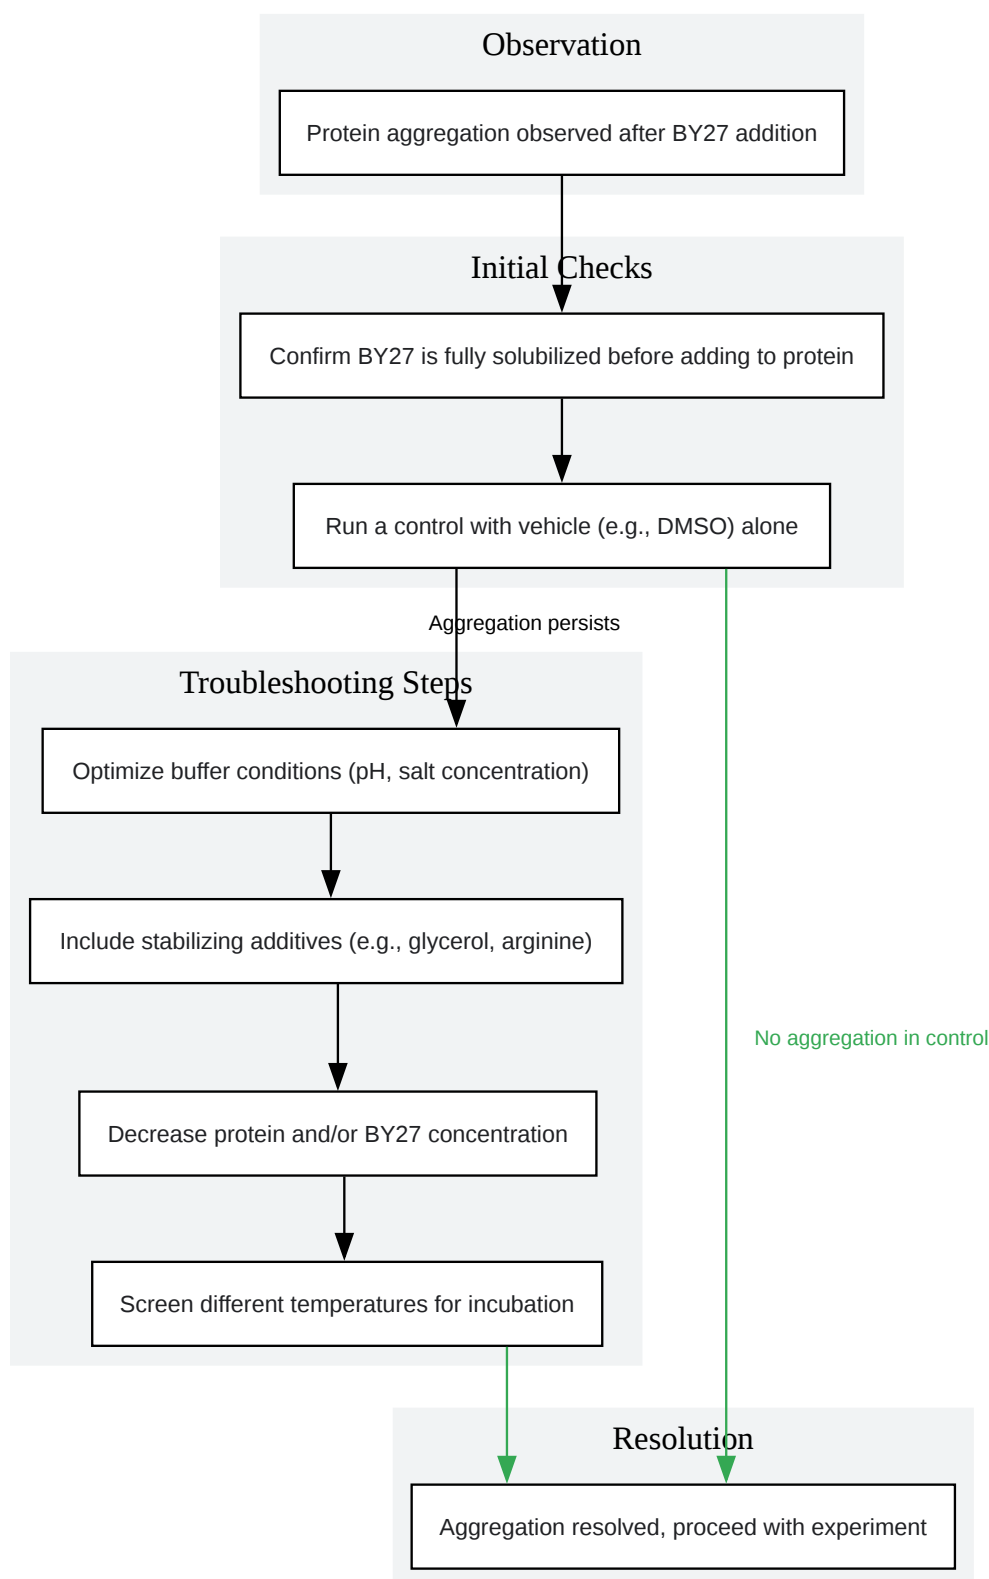 Observation
Protein aggregation observed after BY27 addition
Initial Checks
Confirm BY27 is fully solubilized before adding to protein
Run a control with vehicle (e.g., DMSO) alone
Aggregation persists
Troubleshooting Steps
Optimize buffer conditions (pH, salt concentration)
Include stabilizing additives (e.g., glycerol, arginine)
No aggregation in control
Decrease protein and/or BY27 concentration
Screen different temperatures for incubation
Resolution
Aggregation resolved, proceed with experiment